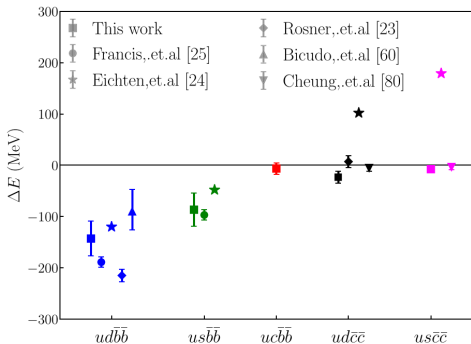 300
200
100
0
−100
−200
−300
ΔE (MeV)
This work
Francis,.et.al [25]
Eichten,et.al [24]
Rosner,.et.al [23]
Bicudo,.et.al [60]
Cheung,.et.al [80]
udb̄b̄
usb̄b̄
ucb̄b̄
udc̄c̄
usc̄c̄